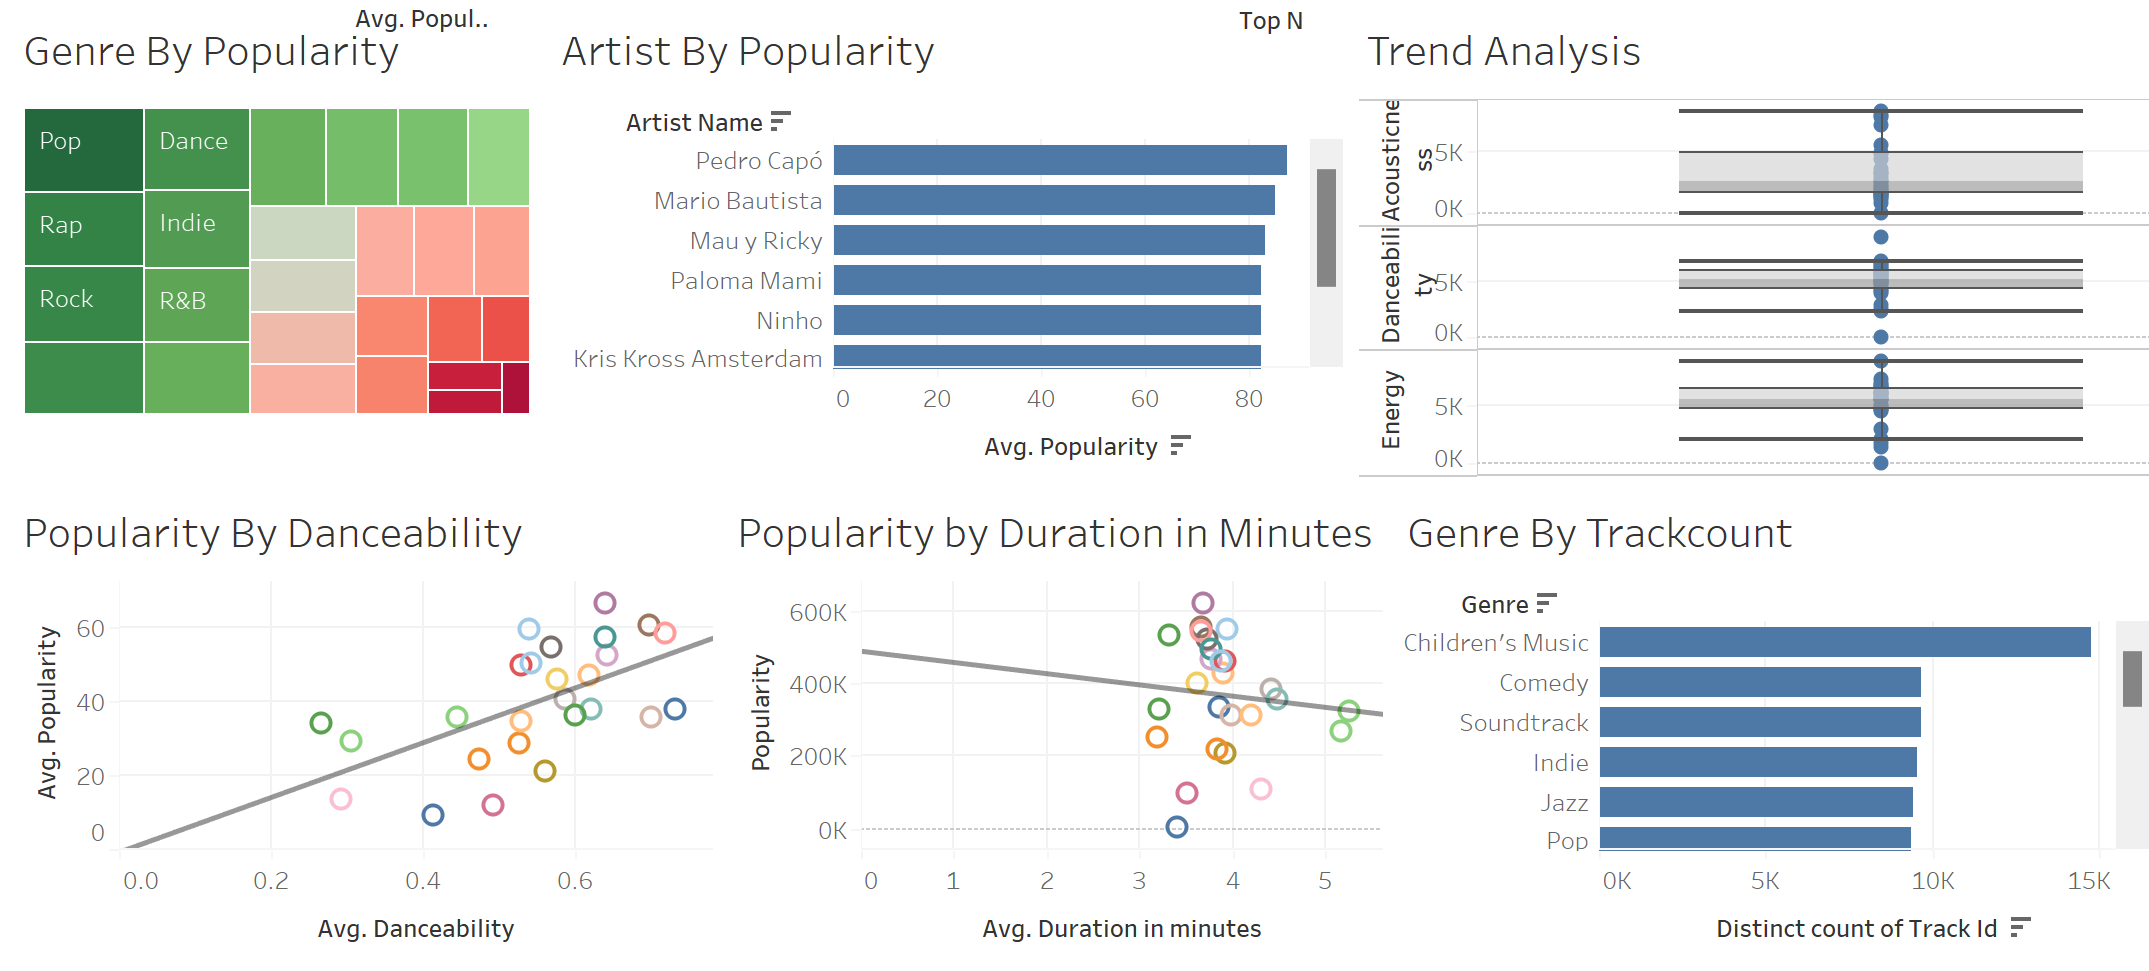 Avg. Popul..
Genre By Popularity
Pop
Dance
Rap
Indie
Rock
R&B
Top N
Artist By Popularity
Artist Name
Pedro Capó
Mario Bautista
Mau y Ricky
Paloma Mami
Ninho
Kris Kross Amsterdam
0 20 40 60 80
Avg. Popularity
Trend Analysis
Acousticne
ss
5K
0K
Danceabili
ty
5K
0K
Energy
5K
0K
Popularity By Danceability
Avg. Popularity
60
40
20
0
0.0 0.2 0.4 0.6
Avg. Danceability
Popularity by Duration in Minutes
Popularity
600K
400K
200K
0K
0 1 2 3 4 5
Avg. Duration in minutes
Genre By Trackcount
Genre
Children's Music
Comedy
Soundtrack
Indie
Jazz
Pop
0K 5K 10K 15K
Distinct count of Track Id